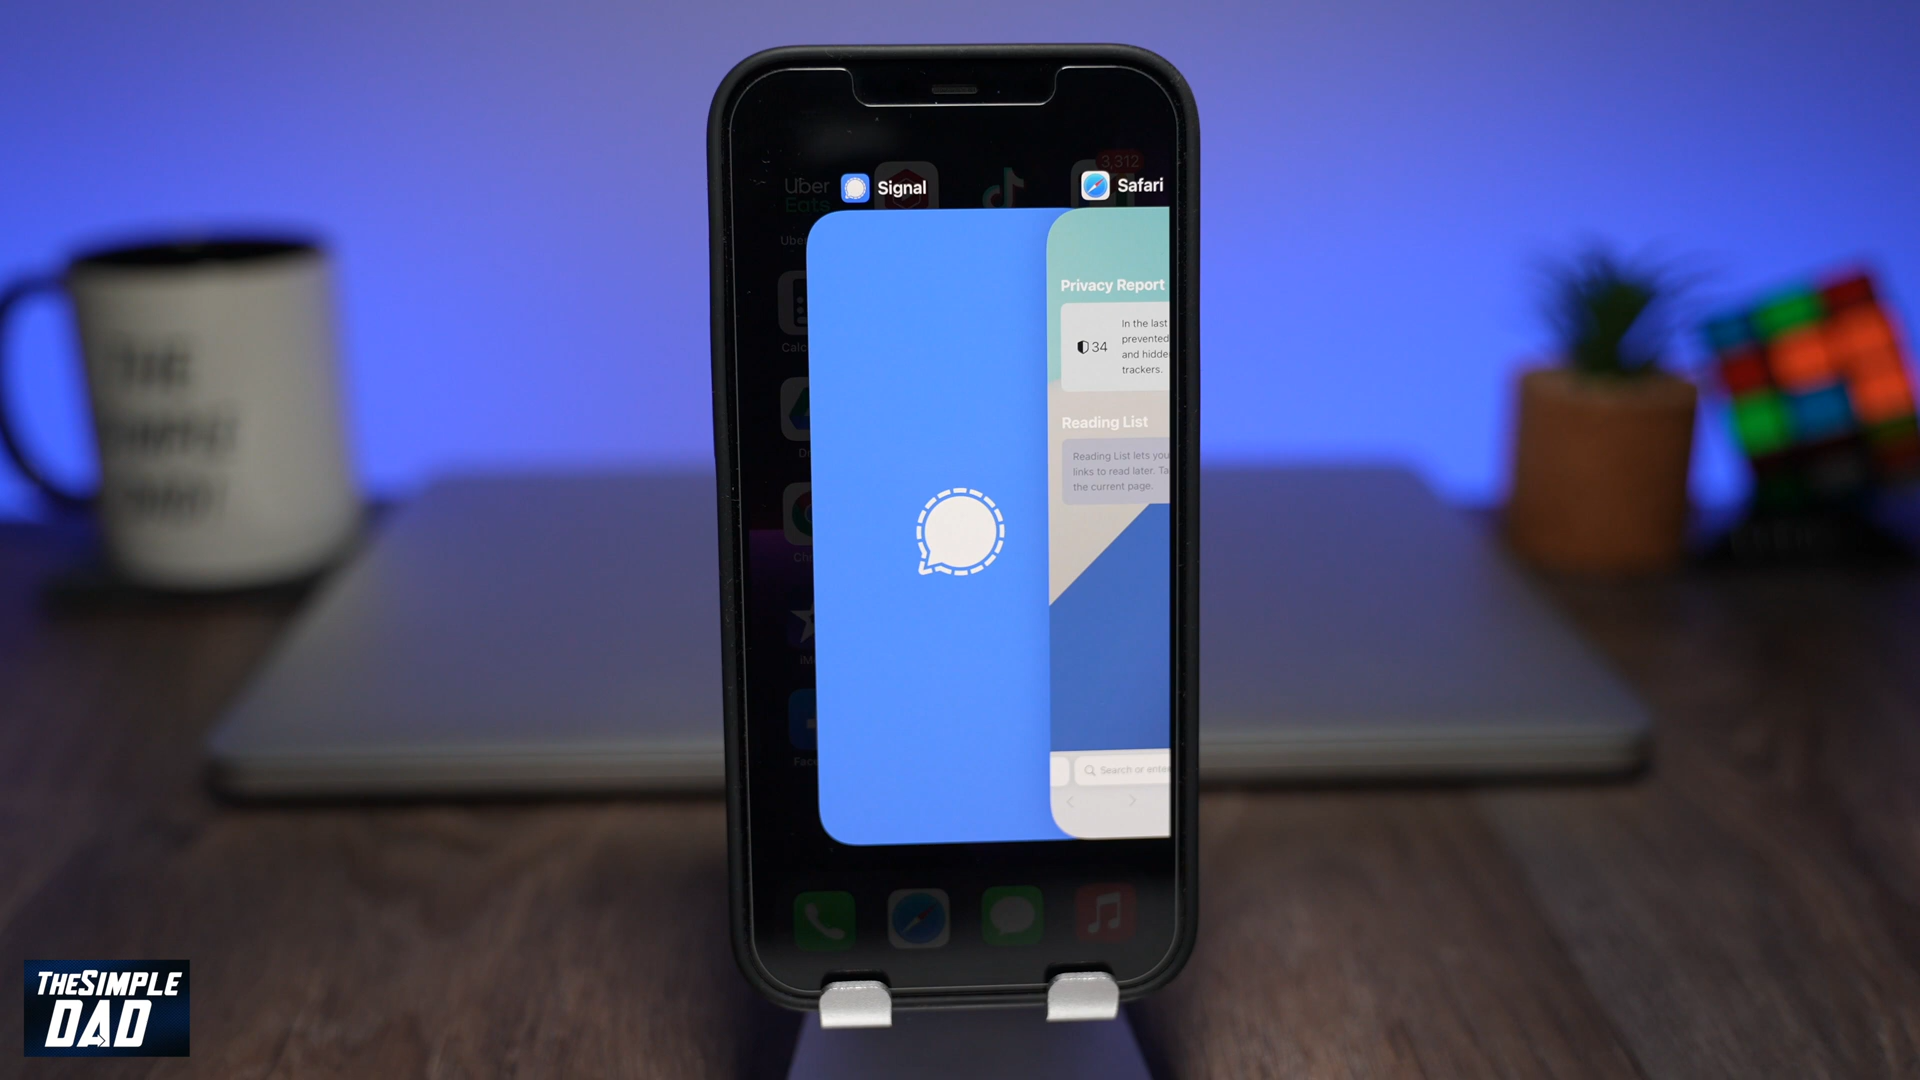 3,312
Uber
Eats
Signal
Safari
Privacy Report
34
In the last
prevented
and hidde
trackers.
Reading List
Reading List lets you
links to read later. Ta
the current page.
Search or ente
THE
THESIMPLE
DAD